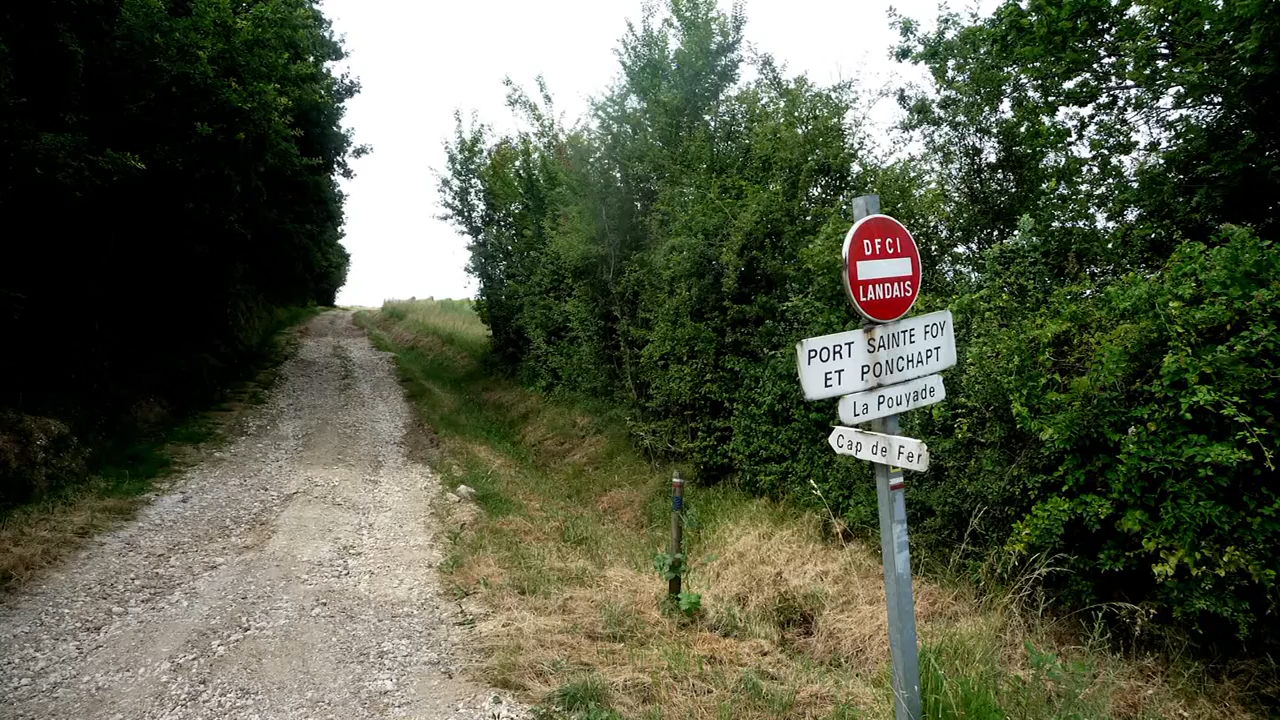 DFCI
LANDAIS
PORT SAINTE FOY
ET PONCHAPT
La Pouyade
Cap de Fer